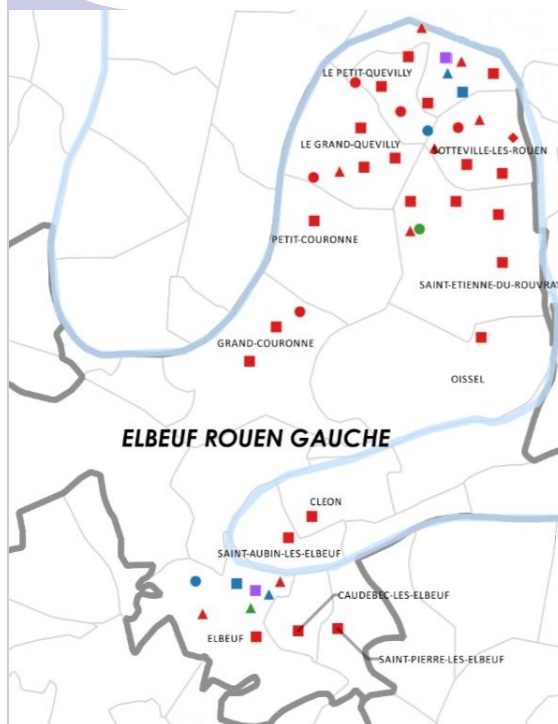 LE PETIT-QUEVILLY
LE GRAND-QUEVILLY
SOTTEVILLE-LES-ROUEN
PETIT-COURONNE
SAINT-ETIENNE-DU-ROUVRAY
GRAND-COURONNE
OISSEL
ELBEUF ROUEN GAUCHE
CLEON
SAINT-AUBIN-LES-ELBEUF
CAUDEBEC-LES-ELBEUF
ELBEUF
SAINT-PIERRE-LES-ELBEUF